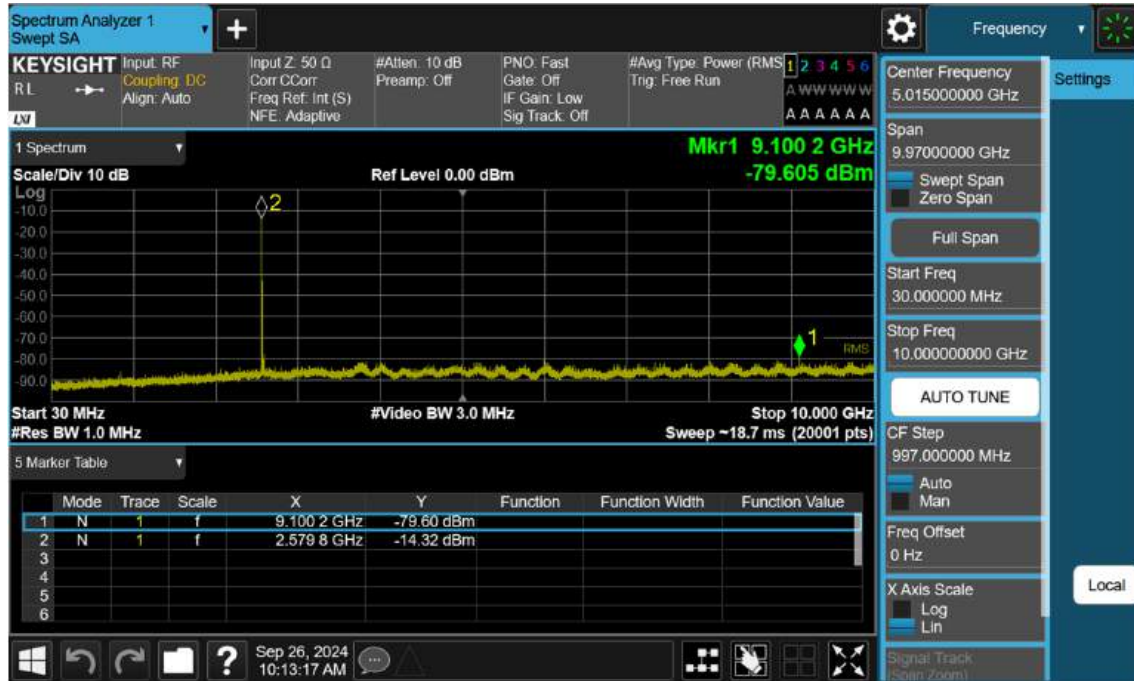 Spectrum Analyzer 1
Swept SA
+
Frequency
KEYSIGHT
RL
LXI
Input: RF
Coupling: DC
Align: Auto
Input Z: 50 Ω
Corr CCorr
Freq Ref: Int (S)
NFE: Adaptive
#Atten: 10 dB
Preamp: Off
PNO: Fast
Gate: Off
IF Gain: Low
Sig Track: Off
#Avg Type: Power (RMS
Trig: Free Run
1 2 3 4 5 6
A W W W W W
A A A A A A
1 Spectrum
Mkr1 9.100 2 GHz
-79.605 dBm
Scale/Div 10 dB
Ref Level 0.00 dBm
Log
-10.0
-20.0
-30.0
-40.0
-50.0
-60.0
-70.0
-80.0
-90.0
2
1
RMS
Start 30 MHz
#Video BW 3.0 MHz
Stop 10.000 GHz
#Res BW 1.0 MHz
Sweep ~18.7 ms (20001 pts)
5 Marker Table
Mode Trace Scale X Y Function Function Width Function Value
1 N 1 f 9.100 2 GHz -79.60 dBm
2 N 1 f 2.579 8 GHz -14.32 dBm
3
4
5
6
Sep 26, 2024
10:13:17 AM
?
Center Frequency
5.015000000 GHz
Settings
Span
9.97000000 GHz
Swept Span
Zero Span
Full Span
Start Freq
30.000000 MHz
Stop Freq
10.000000000 GHz
AUTO TUNE
CF Step
997.000000 MHz
Auto
Man
Freq Offset
0 Hz
X Axis Scale
Log
Lin
Local
Signal Track
(Span Zoom)